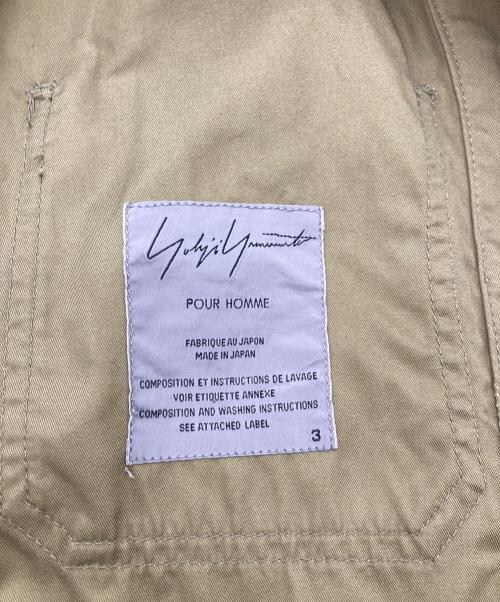 Yohji Yamamoto
POUR HOMME
FABRIQUE AU JAPON
MADE IN JAPAN
COMPOSITION ET INSTRUCTIONS DE LAVAGE
VOIR ETIQUETTE ANNEXE
COMPOSITION AND WASHING INSTRUCTIONS
SEE ATTACHED LABEL
3